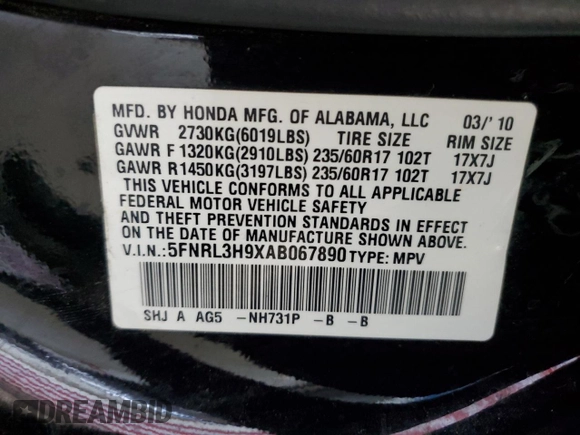 MFD. BY HONDA MFG. OF ALABAMA, LLC 03/' 10
GVWR 2730KG(6019LBS) TIRE SIZE RIM SIZE
GAWR F 1320KG(2910LBS) 235/60R17 102T 17X7J
GAWR R1450KG(3197LBS) 235/60R17 102T 17X7J
THIS VEHICLE CONFORMS TO ALL APPLICABLE
FEDERAL MOTOR VEHICLE SAFETY
AND THEFT PREVENTION STANDARDS IN EFFECT
ON THE DATE OF MANUFACTURE SHOWN ABOVE.
V.I.N.:5FNRL3H9XAB067890 TYPE: MPV
SHJ A AG5 -NH731P -B -B
DREAMBID